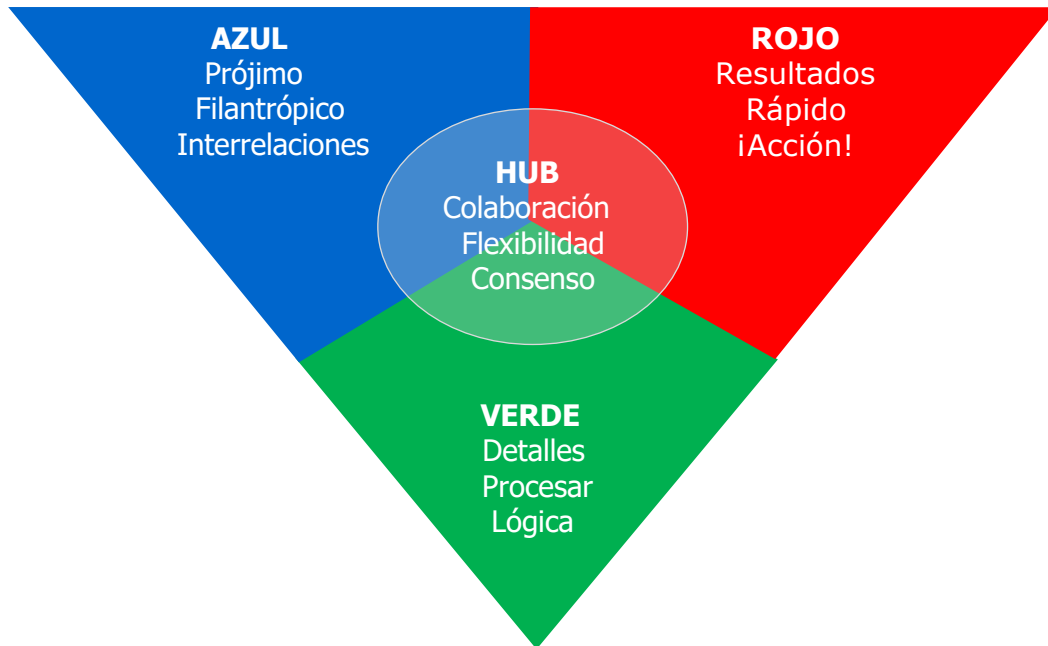 AZUL
Prójimo
Filantrópico
Interrelaciones
ROJO
Resultados
Rápido
¡Acción!
HUB
Colaboración
Flexibilidad
Consenso
VERDE
Detalles
Procesar
Lógica